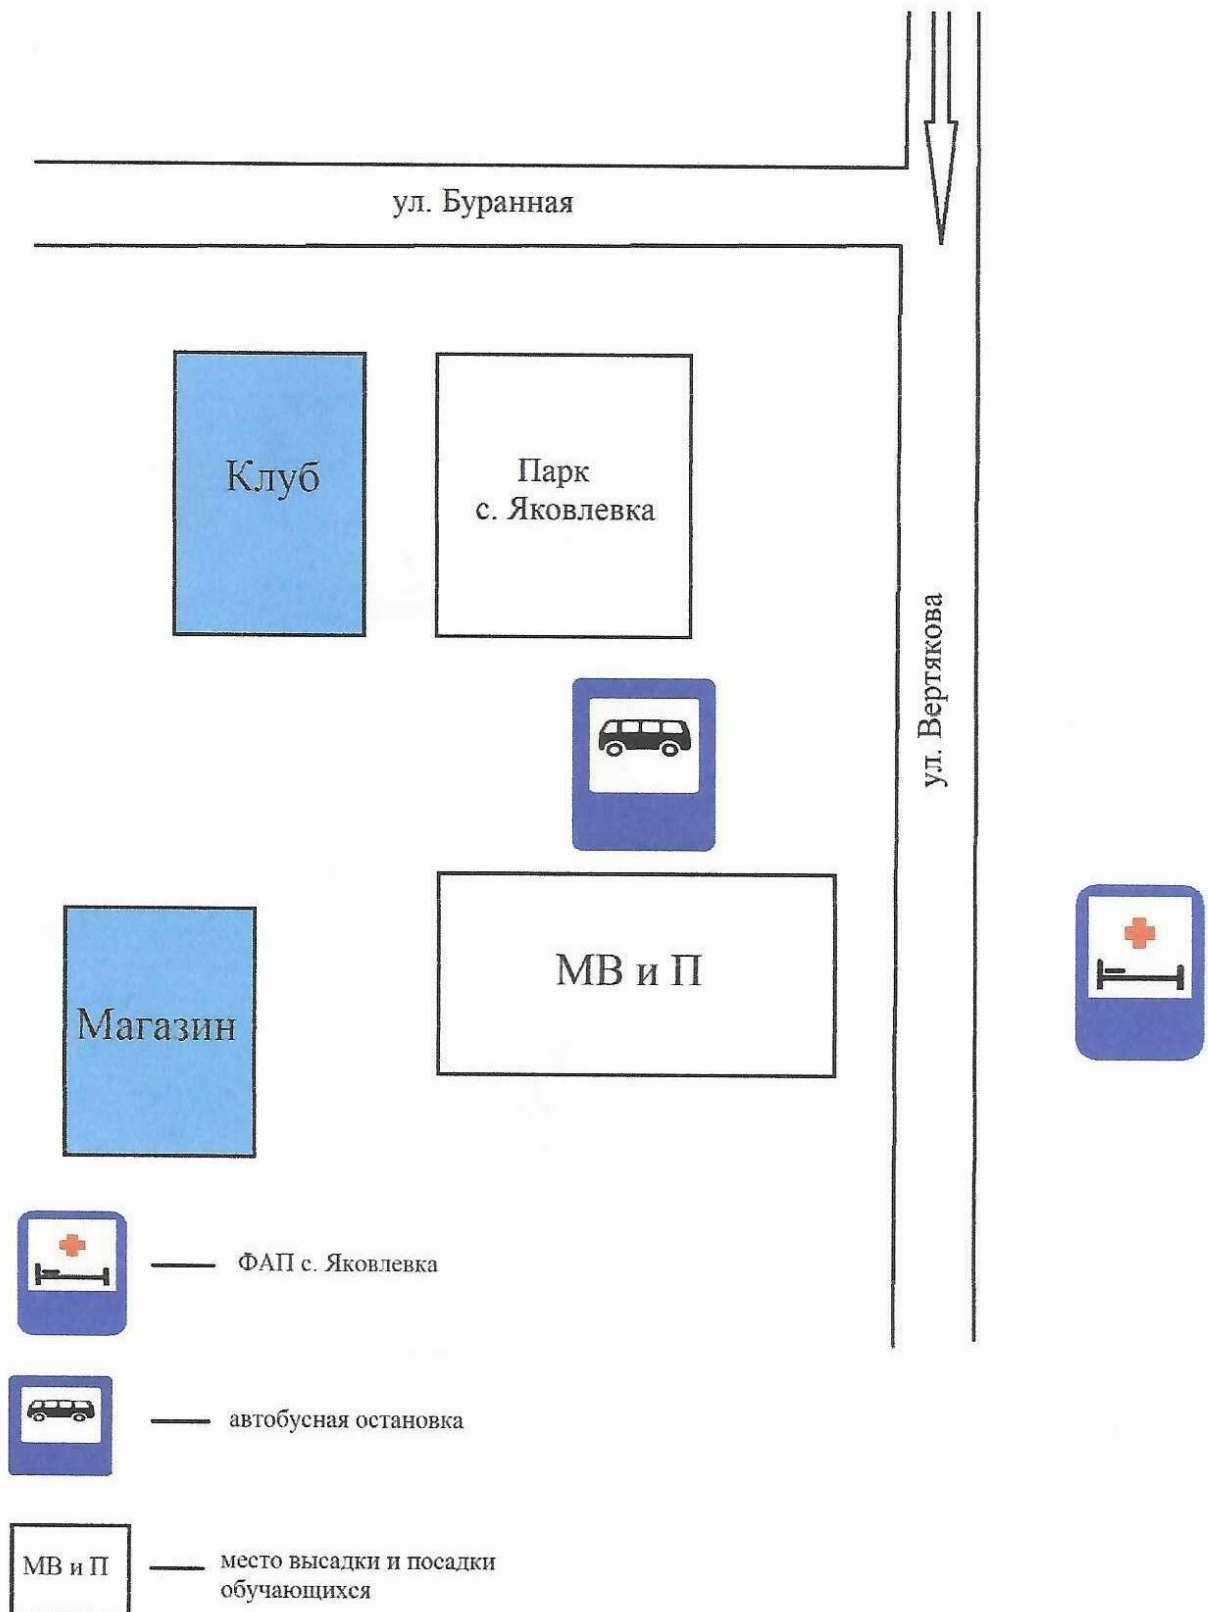 ул. Буранная
Клуб
Парк
с. Яковлевка
ул. Вертякова
МВ и П
Магазин
ФАП с. Яковлевка
автобусная остановка
МВ и П
место высадки и посадки
обучающихся